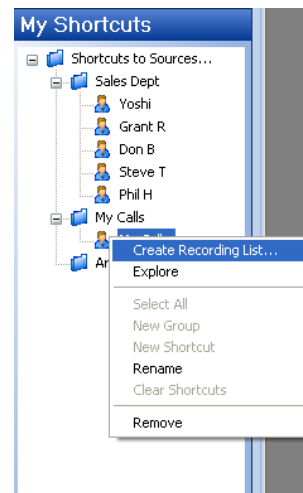 My Shortcuts
Shortcuts to Sources...
Sales Dept
Yoshi
Grant R
Don B
Steve T
Phil H
My Calls
Ar
Create Recording List...
Explore
Select All
New Group
New Shortcut
Rename
Clear Shortcuts
Remove